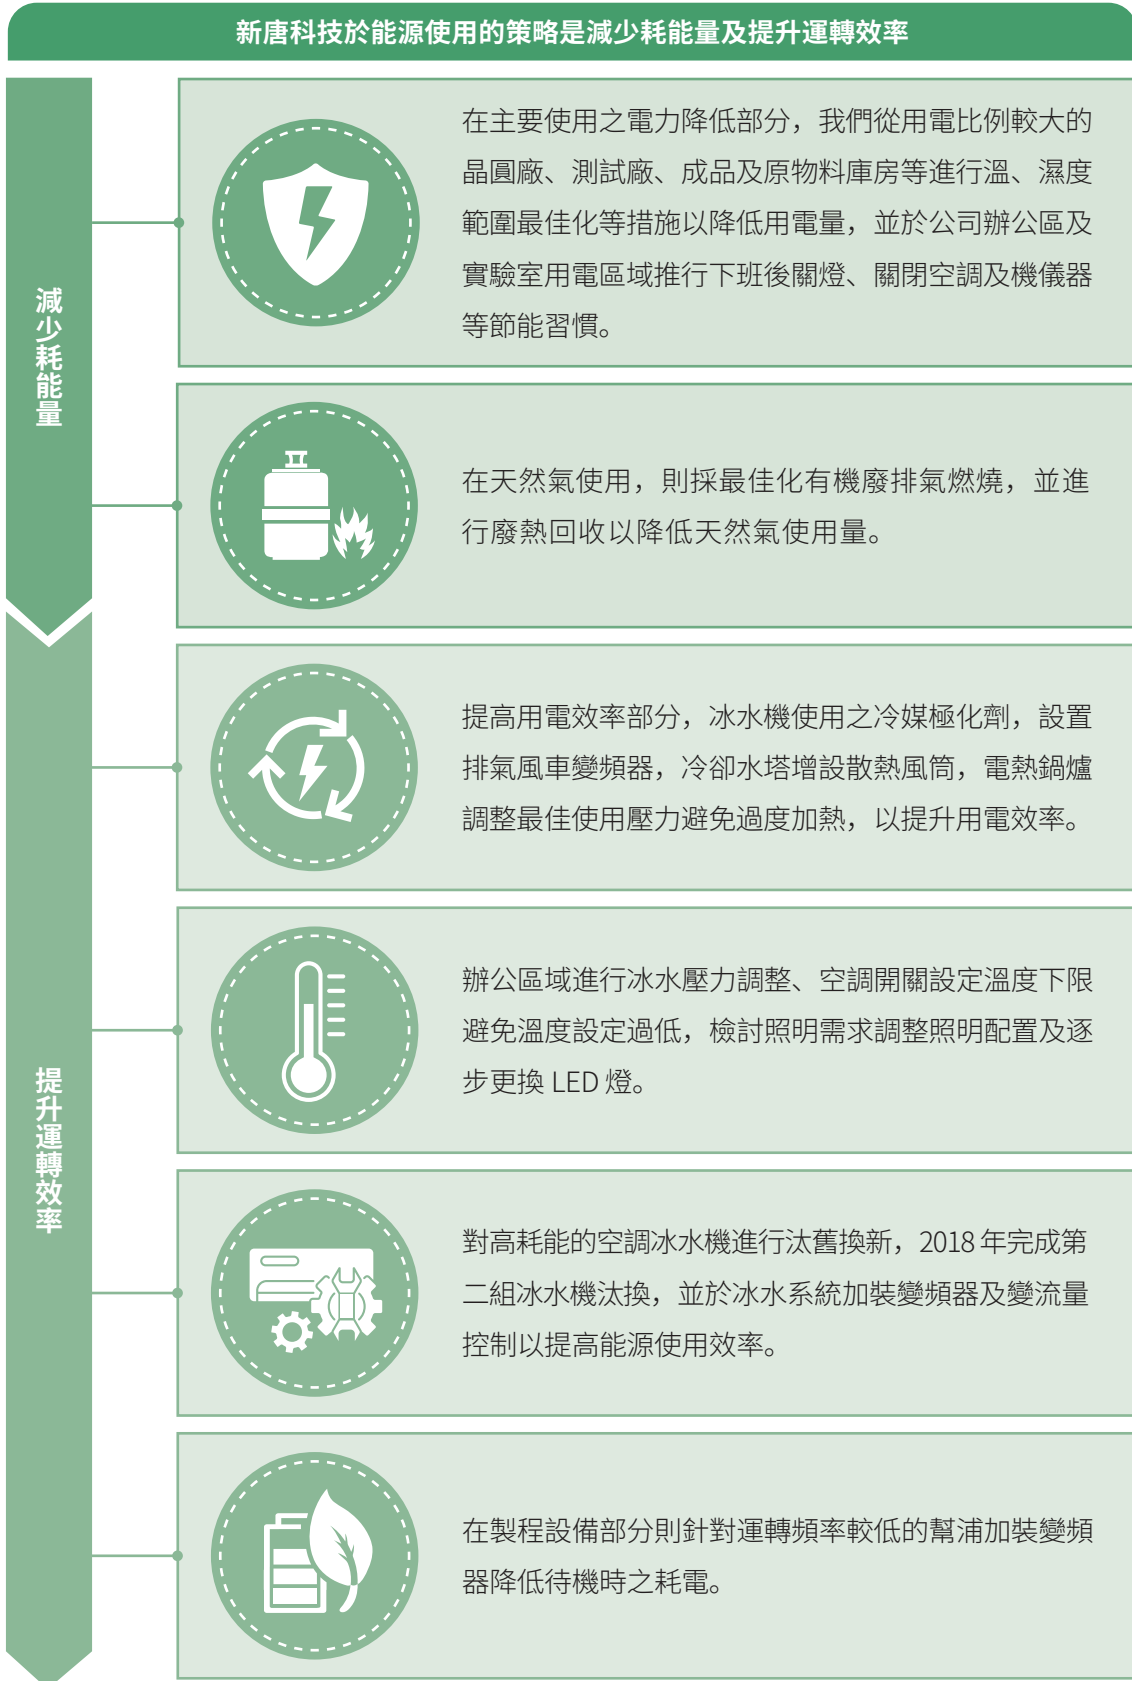 新唐科技於能源使用的策略是減少耗能量及提升運轉效率
減少耗能量
在主要使用之電力降低部分，我們從用電比例較大的
晶圓廠、測試廠、成品及原物料庫房等進行溫、濕度
範圍最佳化等措施以降低用電量，並於公司辦公區及
實驗室用電區域推行下班後關燈、關閉空調及機儀器
等節能習慣。
在天然氣使用，則採最佳化有機廢排氣燃燒，並進
行廢熱回收以降低天然氣使用量。
提升運轉效率
提高用電效率部分，冰水機使用之冷媒極化劑，設置
排氣風車變頻器，冷卻水塔增設散熱風筒，電熱鍋爐
調整最佳使用壓力避免過度加熱，以提升用電效率。
辦公區域進行冰水壓力調整、空調開關設定溫度下限
避免溫度設定過低，檢討照明需求調整照明配置及逐
步更換 LED 燈。
對高耗能的空調冰水機進行汰舊換新，2018 年完成第
二組冰水機汰換，並於冰水系統加裝變頻器及變流量
控制以提高能源使用效率。
在製程設備部分則針對運轉頻率較低的幫浦加裝變頻
器降低待機時之耗電。